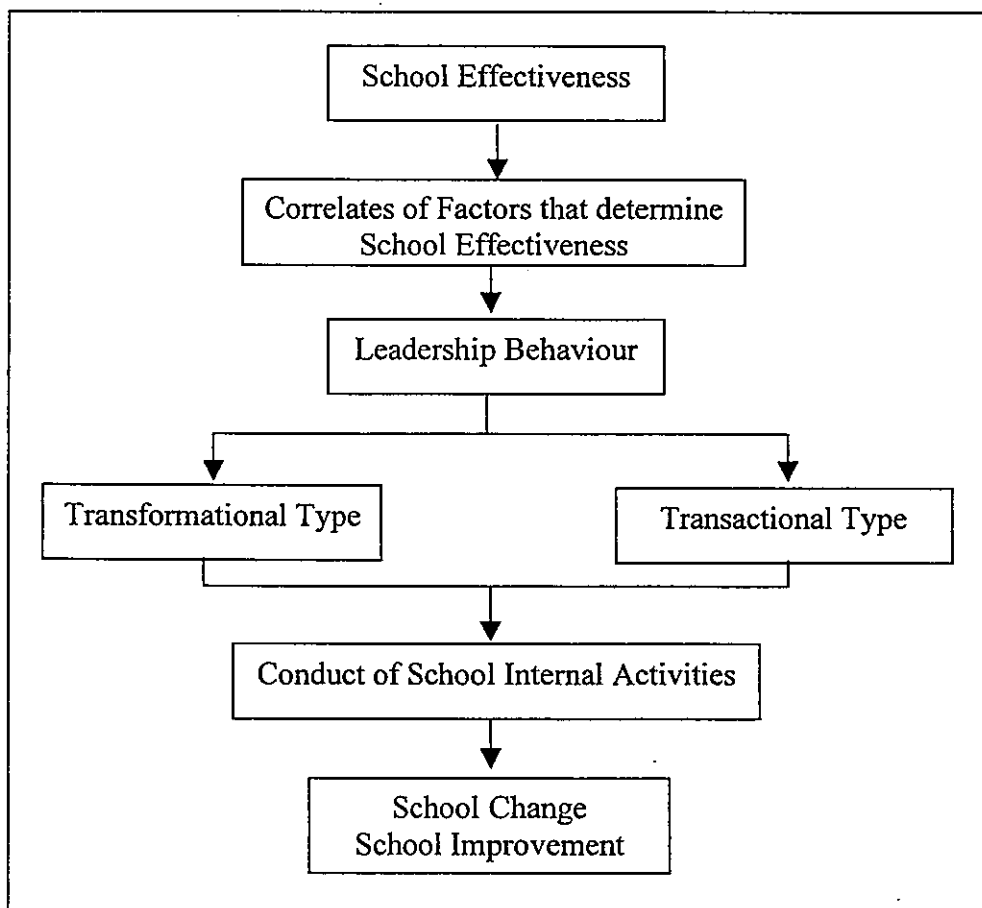 School Effectiveness
Correlates of Factors that determine
School Effectiveness
Leadership Behaviour
Transformational Type
Transactional Type
Conduct of School Internal Activities
School Change
School Improvement